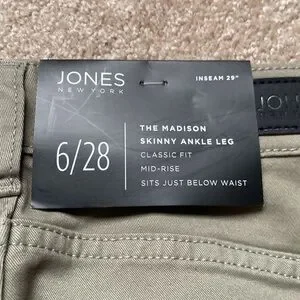 JONES
NEW YORK
INSEAM 29"
6/28
THE MADISON
SKINNY ANKLE LEG
CLASSIC FIT
MID-RISE
SITS JUST BELOW WAIST